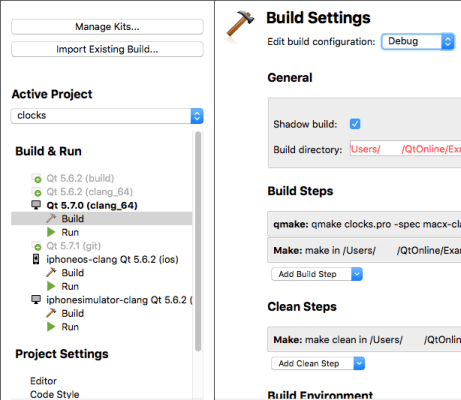 Manage Kits...
Import Existing Build...
Active Project
clocks
Build & Run
Qt 5.6.2 (build)
Qt 5.6.2 (clang_64)
Qt 5.7.0 (clang_64)
Build
Run
Qt 5.7.1 (git)
iphoneos-clang Qt 5.6.2 (ios)
Build
Run
iphonesimulator-clang Qt 5.6.2 (
Build
Run
Project Settings
Editor
Code Style
Build Settings
Edit build configuration: Debug
General
Shadow build:
Build directory: Users/ /QtOnline/Exa
Build Steps
qmake: qmake clocks.pro -spec macx-cla
Make: make in /Users/ /QtOnline/Exar
Add Build Step
Clean Steps
Make: make clean in /Users/ /QtOnlin
Add Clean Step
Build Environment